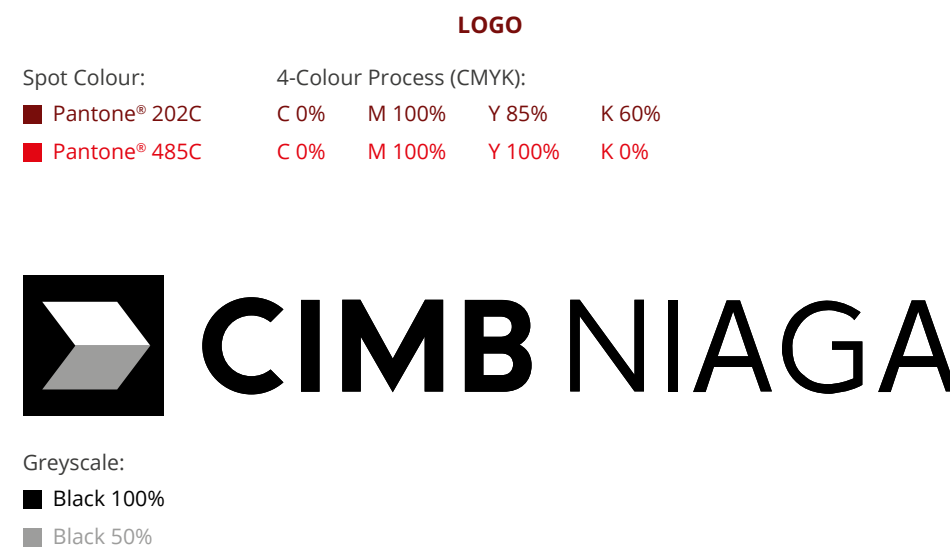 LOGO
Spot Colour: 4-Colour Process (CMYK):
Pantone® 202C C 0% M 100% Y 85% K 60%
Pantone® 485C C 0% M 100% Y 100% K 0%
CIMB NIAGA
Greyscale:
Black 100%
Black 50%